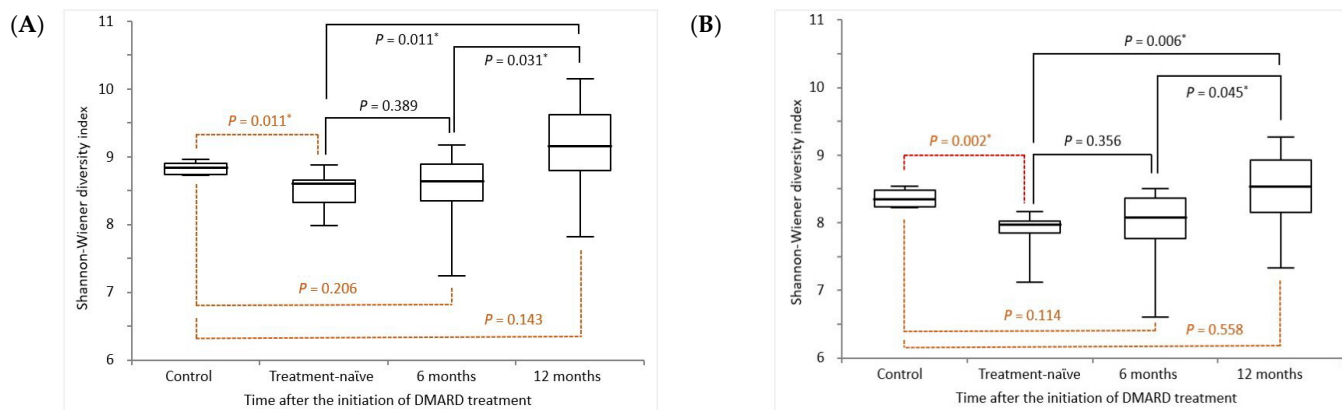 (A)
11
10
9
8
7
6
Shannon-Wiener diversity index
P = 0.011*
P = 0.031*
P = 0.389
P = 0.011*
P = 0.206
P = 0.143
Control Treatment-naïve 6 months 12 months
Time after the initiation of DMARD treatment
(B)
11
10
9
8
7
6
Shannon-Wiener diversity index
P = 0.006*
P = 0.045*
P = 0.356
P = 0.002*
P = 0.114
P = 0.558
Control Treatment-naïve 6 months 12 months
Time after the initiation of DMARD treatment